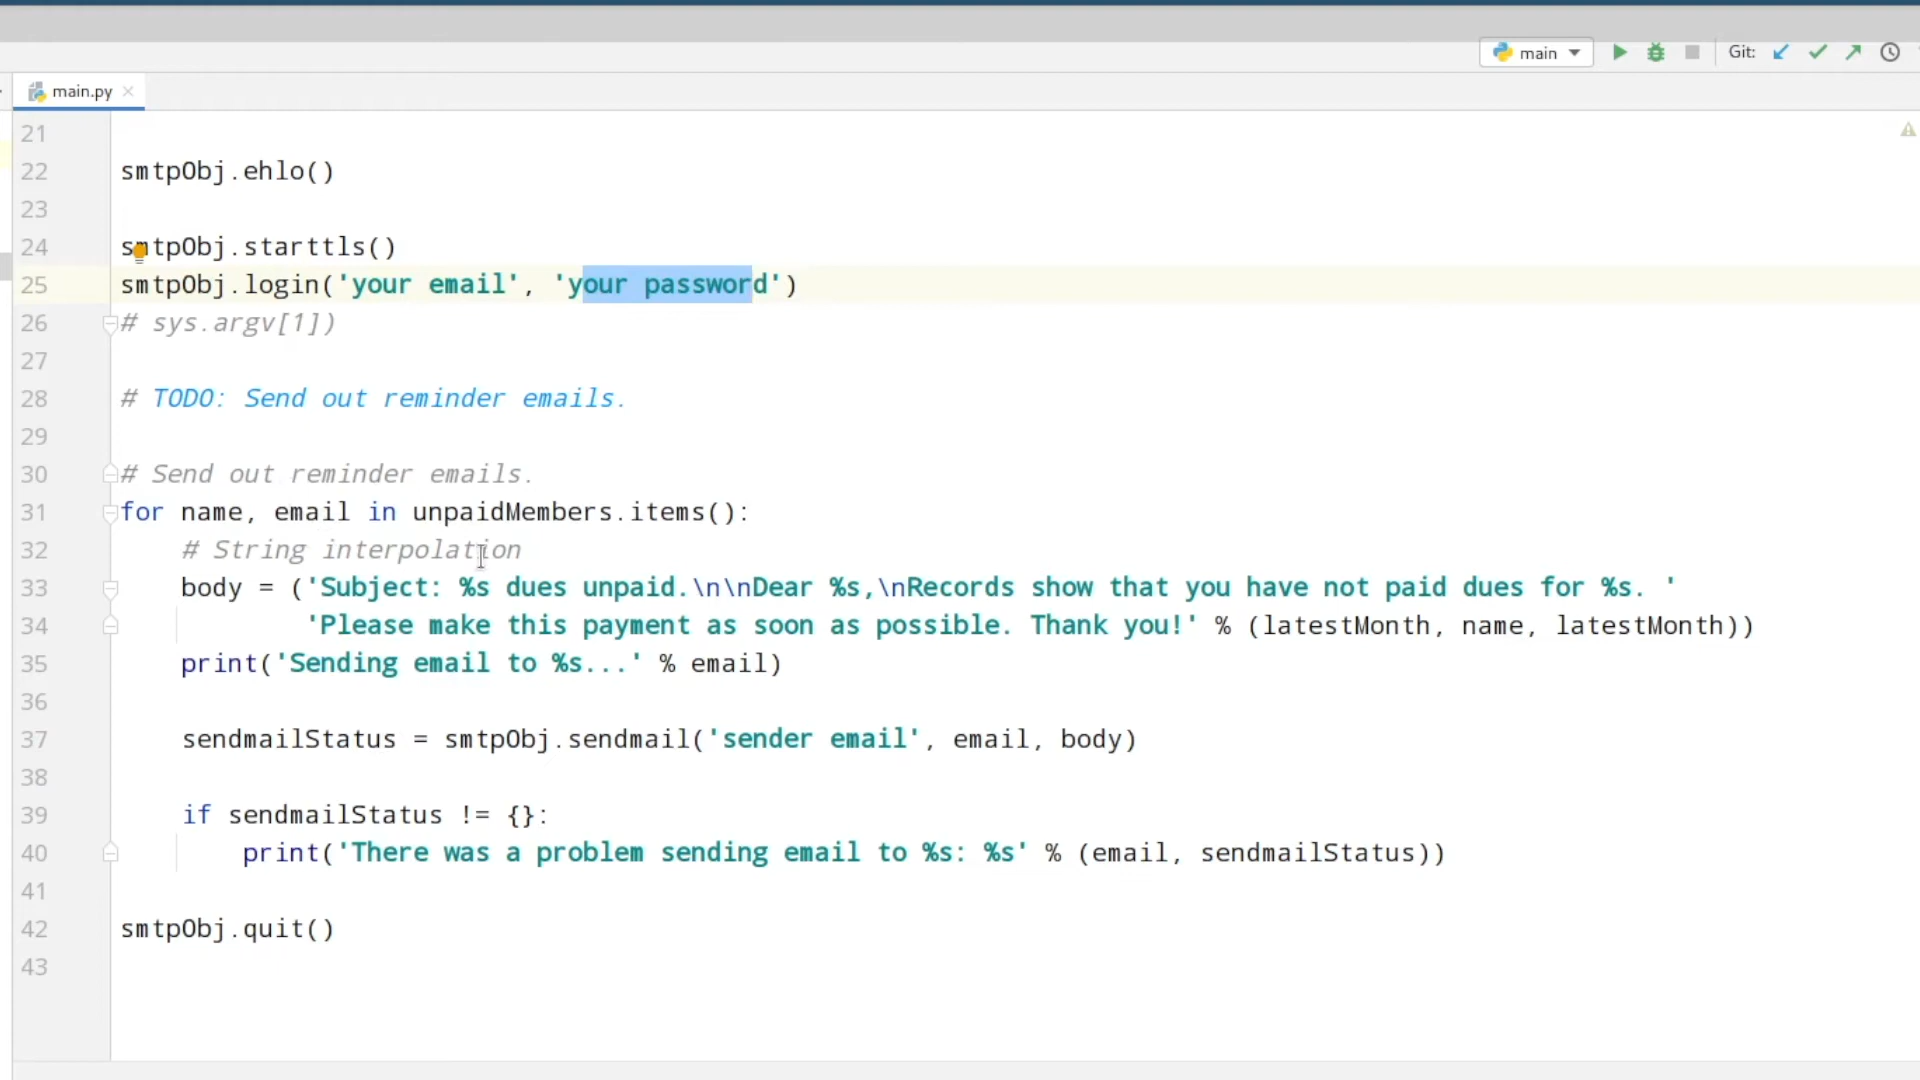 main
Git:
main.py
21
22 smtpObj.ehlo()
23
24 smtpObj.starttls()
25 smtpObj.login('your email', 'your password')
26 # sys.argv[1])
27
28 # TODO: Send out reminder emails.
29
30 # Send out reminder emails.
31 for name, email in unpaidMembers.items():
32 # String interpolation
33 body = ('Subject: %s dues unpaid.\n\nDear %s,\nRecords show that you have not paid dues for %s. '
34 'Please make this payment as soon as possible. Thank you!' % (latestMonth, name, latestMonth))
35 print('Sending email to %s...' % email)
36
37 sendmailStatus = smtpObj.sendmail('sender email', email, body)
38
39 if sendmailStatus != {}:
40 print('There was a problem sending email to %s: %s' % (email, sendmailStatus))
41
42 smtpObj.quit()
43